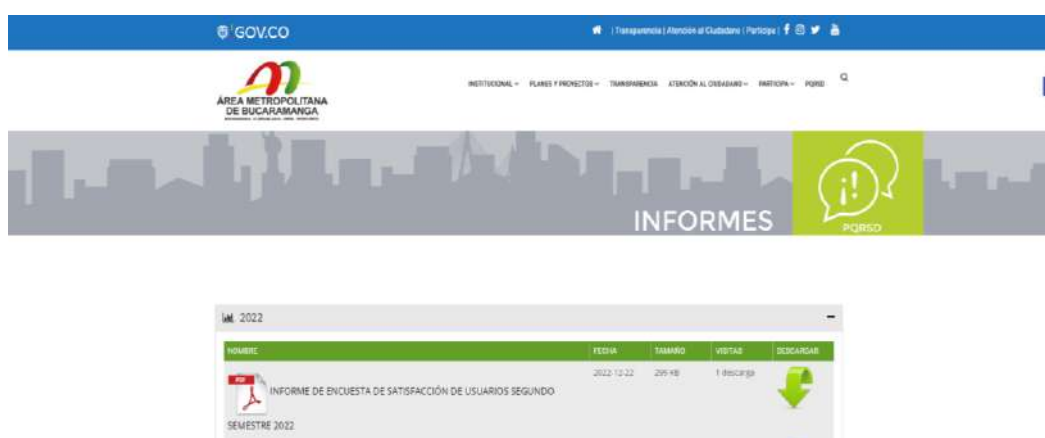 GOV.CO
| Transparencia | Atención al Ciudadano | Participa |
ÁREA METROPOLITANA
DE BUCARAMANGA
INSTITUCIONAL PLANES Y PROYECTOS TRANSPARENCIA ATENCIÓN AL CIUDADANO PARTICIPA PQRSD
INFORMES
¡!
PQRSD
2022
NOMBRE FECHA TAMAÑO VISITAS DESCARGAR
PDF
INFORME DE ENCUESTA DE SATISFACCIÓN DE USUARIOS SEGUNDO
SEMESTRE 2022
2022-12-22 295 KB 1 descarga